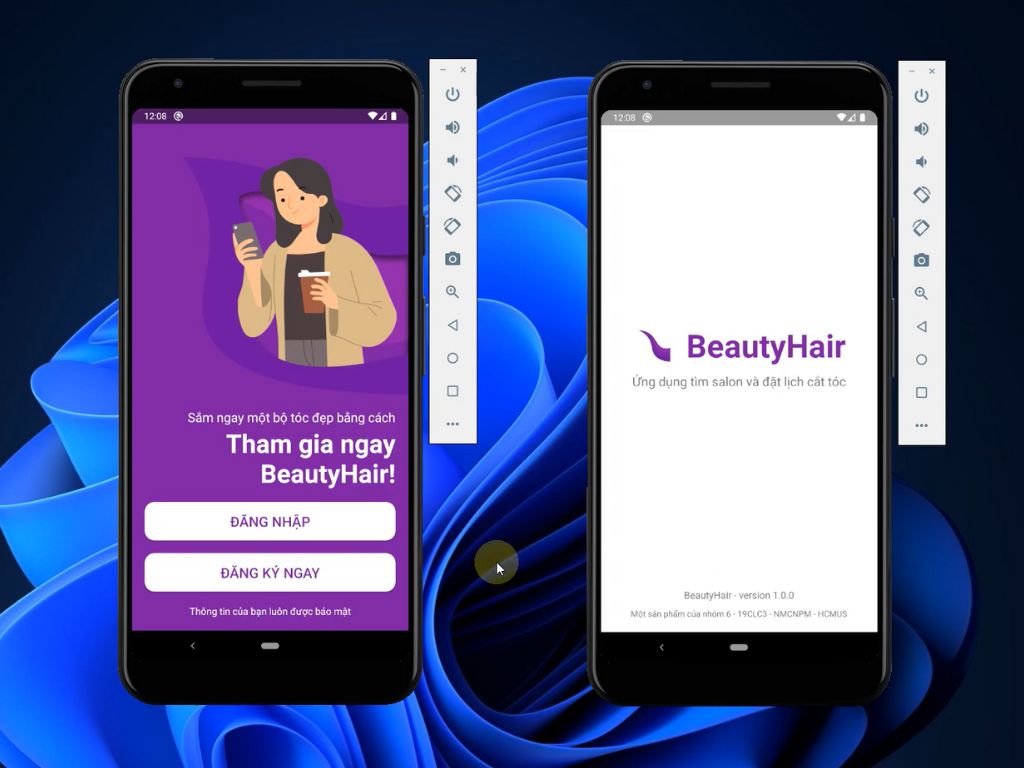 12:08
Sắm ngay một bộ tóc đẹp bằng cách
Tham gia ngay
BeautyHair!
ĐĂNG NHẬP
ĐĂNG KÝ NGAY
Thông tin của bạn luôn được bảo mật
12:08
BeautyHair
Ứng dụng tìm salon và đặt lịch cắt tóc
BeautyHair - version 1.0.0
Một sản phẩm của nhóm 6 - 19CLC3 - NMCNPM - HCMUS